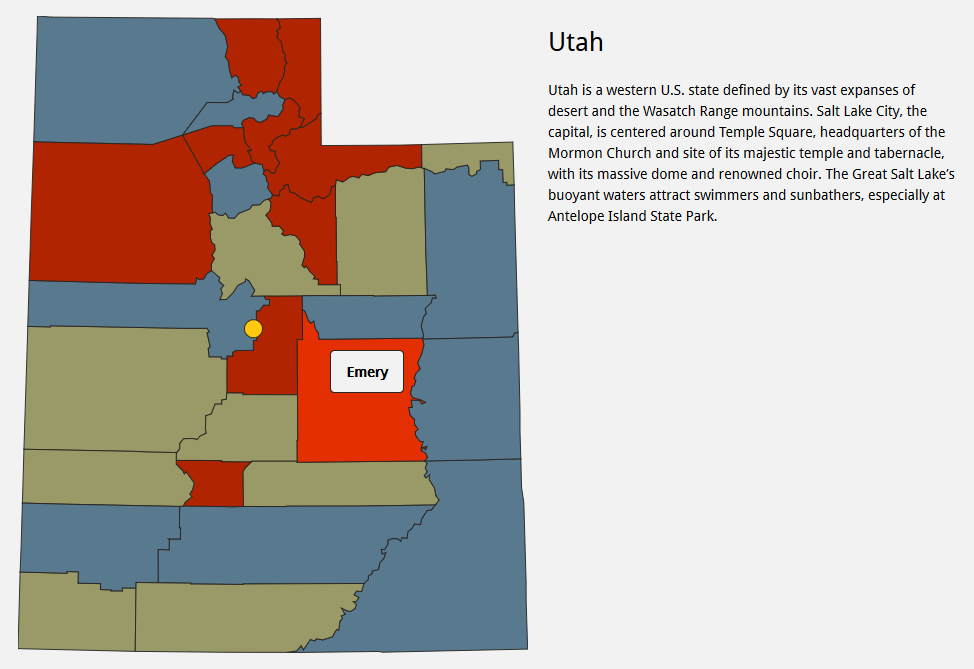 Utah
Utah is a western U.S. state defined by its vast expanses of
desert and the Wasatch Range mountains. Salt Lake City, the
capital, is centered around Temple Square, headquarters of the
Mormon Church and site of its majestic temple and tabernacle,
with its massive dome and renowned choir. The Great Salt Lake’s
buoyant waters attract swimmers and sunbathers, especially at
Antelope Island State Park.
Emery